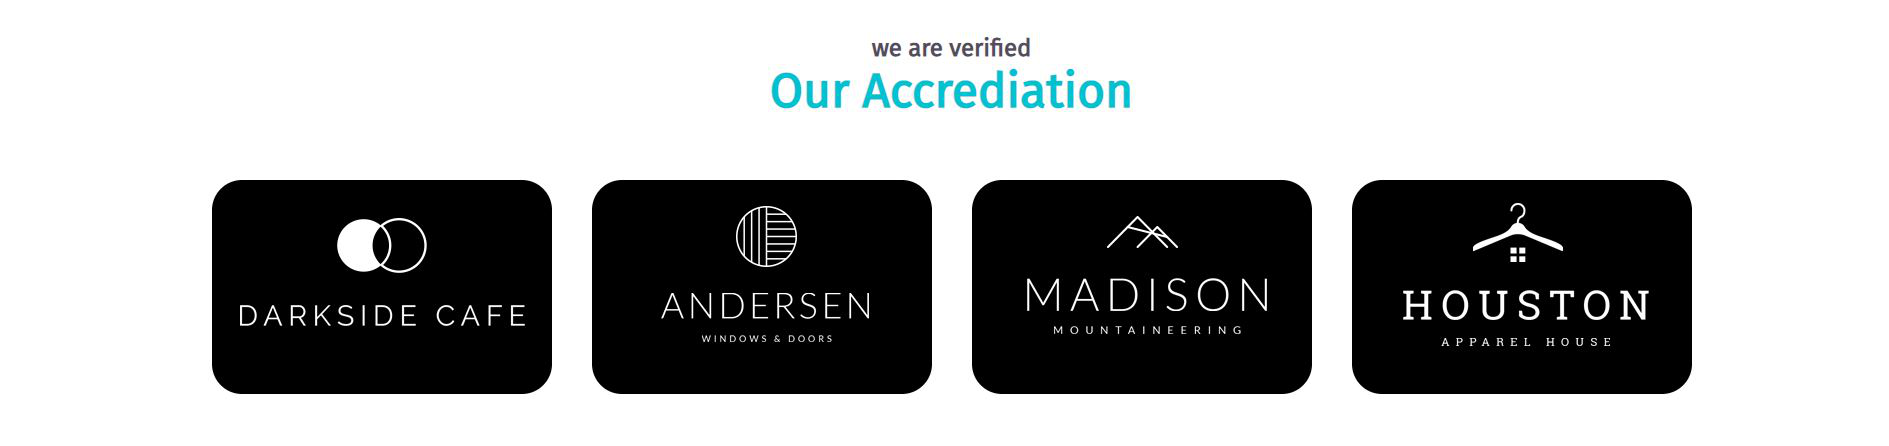 we are verified
Our Accrediation
DARKSIDE CAFE
ANDERSEN
WINDOWS & DOORS
MADISON
MOUNTAINEERING
HOUSTON
APPAREL HOUSE